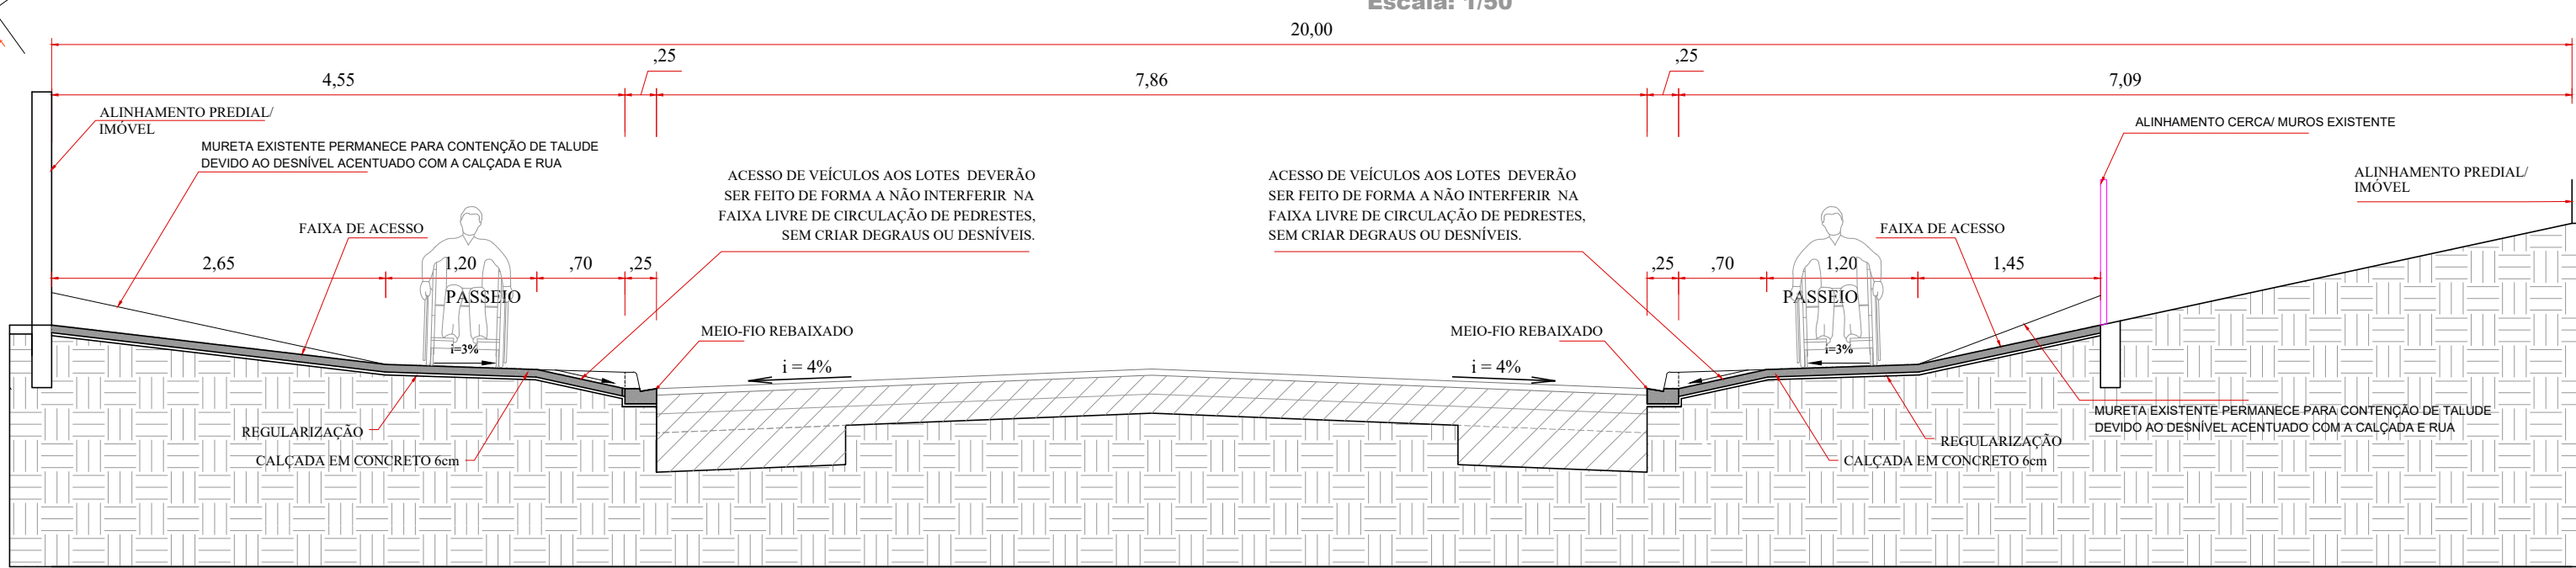 Escala: 1/50
20,00
,25
,25
4,55
7,86
7,09
ALINHAMENTO PREDIAL/
IMÓVEL
MURETA EXISTENTE PERMANECE PARA CONTENÇÃO DE TALUDE
DEVIDO AO DESNÍVEL ACENTUADO COM A CALÇADA E RUA
ACESSO DE VEÍCULOS AOS LOTES DEVERÃO
SER FEITO DE FORMA A NÃO INTERFERIR NA
FAIXA LIVRE DE CIRCULAÇÃO DE PEDRESTES,
SEM CRIAR DEGRAUS OU DESNÍVEIS.
ACESSO DE VEÍCULOS AOS LOTES DEVERÃO
SER FEITO DE FORMA A NÃO INTERFERIR NA
FAIXA LIVRE DE CIRCULAÇÃO DE PEDRESTES,
SEM CRIAR DEGRAUS OU DESNÍVEIS.
ALINHAMENTO CERCA/ MUROS EXISTENTE
ALINHAMENTO PREDIAL/
IMÓVEL
FAIXA DE ACESSO
FAIXA DE ACESSO
2,65
1,20
,70
,25
,25
,70
1,20
1,45
PASSEIO
PASSEIO
MEIO-FIO REBAIXADO
MEIO-FIO REBAIXADO
i=3%
i=3%
i = 4%
i = 4%
REGULARIZAÇÃO
CALÇADA EM CONCRETO 6cm
MURETA EXISTENTE PERMANECE PARA CONTENÇÃO DE TALUDE
DEVIDO AO DESNÍVEL ACENTUADO COM A CALÇADA E RUA
REGULARIZAÇÃO
CALÇADA EM CONCRETO 6cm